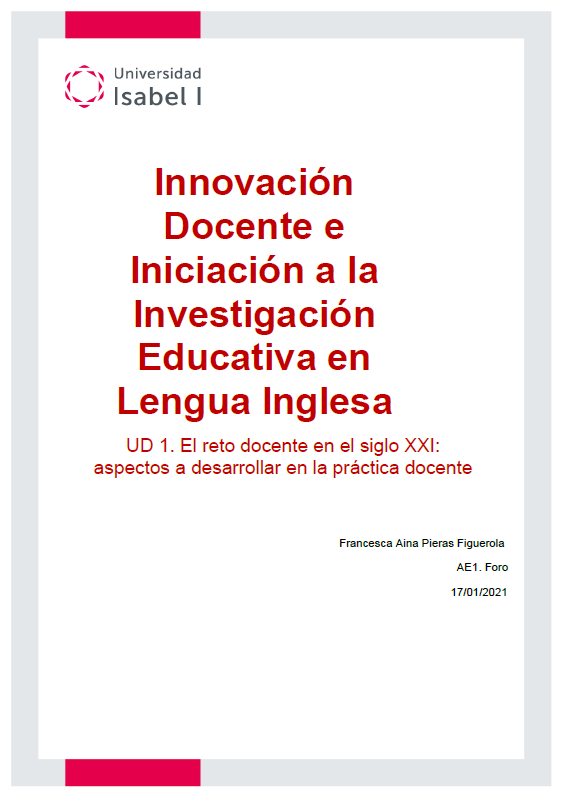 Universidad
Isabel I
Innovación
Docente e
Iniciación a la
Investigación
Educativa en
Lengua Inglesa
UD 1. El reto docente en el siglo XXI:
aspectos a desarrollar en la práctica docente
Francesca Aina Pieras Figuerola
AE1. Foro
17/01/2021